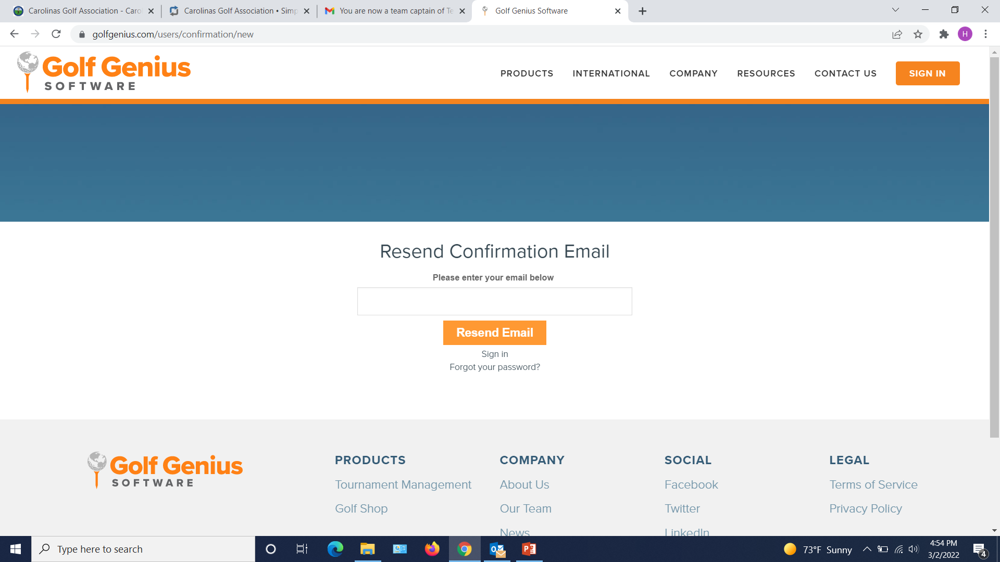 Carolinas Golf Association - Caro
Carolinas Golf Association • Simp
You are now a team captain of Te
Golf Genius Software
golfgenius.com/users/confirmation/new
H
Golf Genius
SOFTWARE
PRODUCTS
INTERNATIONAL
COMPANY
RESOURCES
CONTACT US
SIGN IN
Resend Confirmation Email
Please enter your email below
Resend Email
Sign in
Forgot your password?
Golf Genius
SOFTWARE
PRODUCTS
Tournament Management
Golf Shop
COMPANY
About Us
Our Team
News
SOCIAL
Facebook
Twitter
LinkedIn
LEGAL
Terms of Service
Privacy Policy
Type here to search
73°F Sunny
4:54 PM
3/2/2022
4